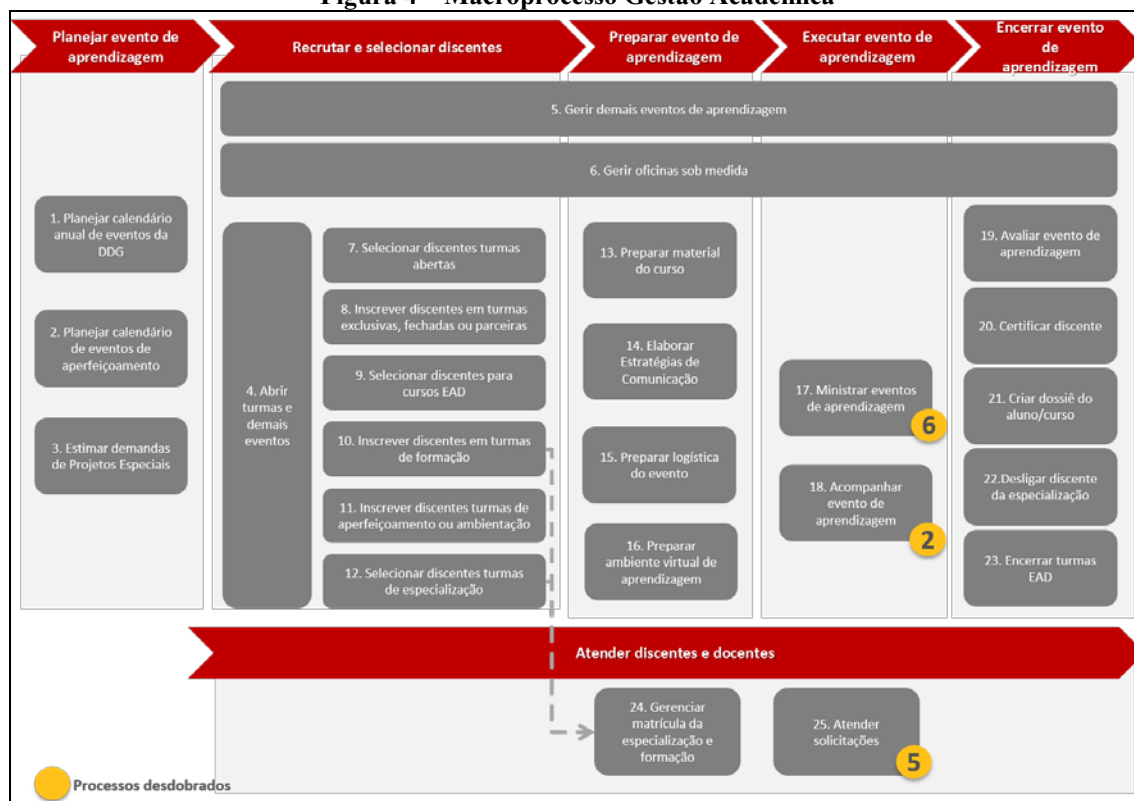 Figura 4 – Macroprocesso Gestão Acadêmica
Planejar evento de
aprendizagem
Recrutar e selecionar discentes
Preparar evento de
aprendizagem
Executar evento de
aprendizagem
Encerrar evento
de
aprendizagem
5. Gerir demais eventos de aprendizagem
6. Gerir oficinas sob medida
1. Planejar calendário
anual de eventos da
DDG
2. Planejar calendário
de eventos de
aperfeiçoamento
3. Estimar demandas
de Projetos Especiais
4. Abrir
turmas e
demais
eventos
7. Selecionar discentes turmas
abertas
8. Inscrever discentes em turmas
exclusivas, fechadas ou parceiras
9. Selecionar discentes para
cursos EAD
10. Inscrever discentes em turmas
de formação
11. Inscrever discentes turmas de
aperfeiçoamento ou ambientação
12. Selecionar discentes turmas
de especialização
13. Preparar material
do curso
14. Elaborar
Estratégias de
Comunicação
15. Preparar logística
do evento
16. Preparar
ambiente virtual de
aprendizagem
17. Ministrar eventos
de aprendizagem
6
18. Acompanhar
evento de
aprendizagem
2
19. Avaliar evento de
aprendizagem
20. Certificar discente
21. Criar dossiê do
aluno/curso
22.Desligar discente
da especialização
23. Encerrar turmas
EAD
Atender discentes e docentes
24. Gerenciar
matrícula da
especialização e
formação
25. Atender
solicitações
5
Processos desdobrados